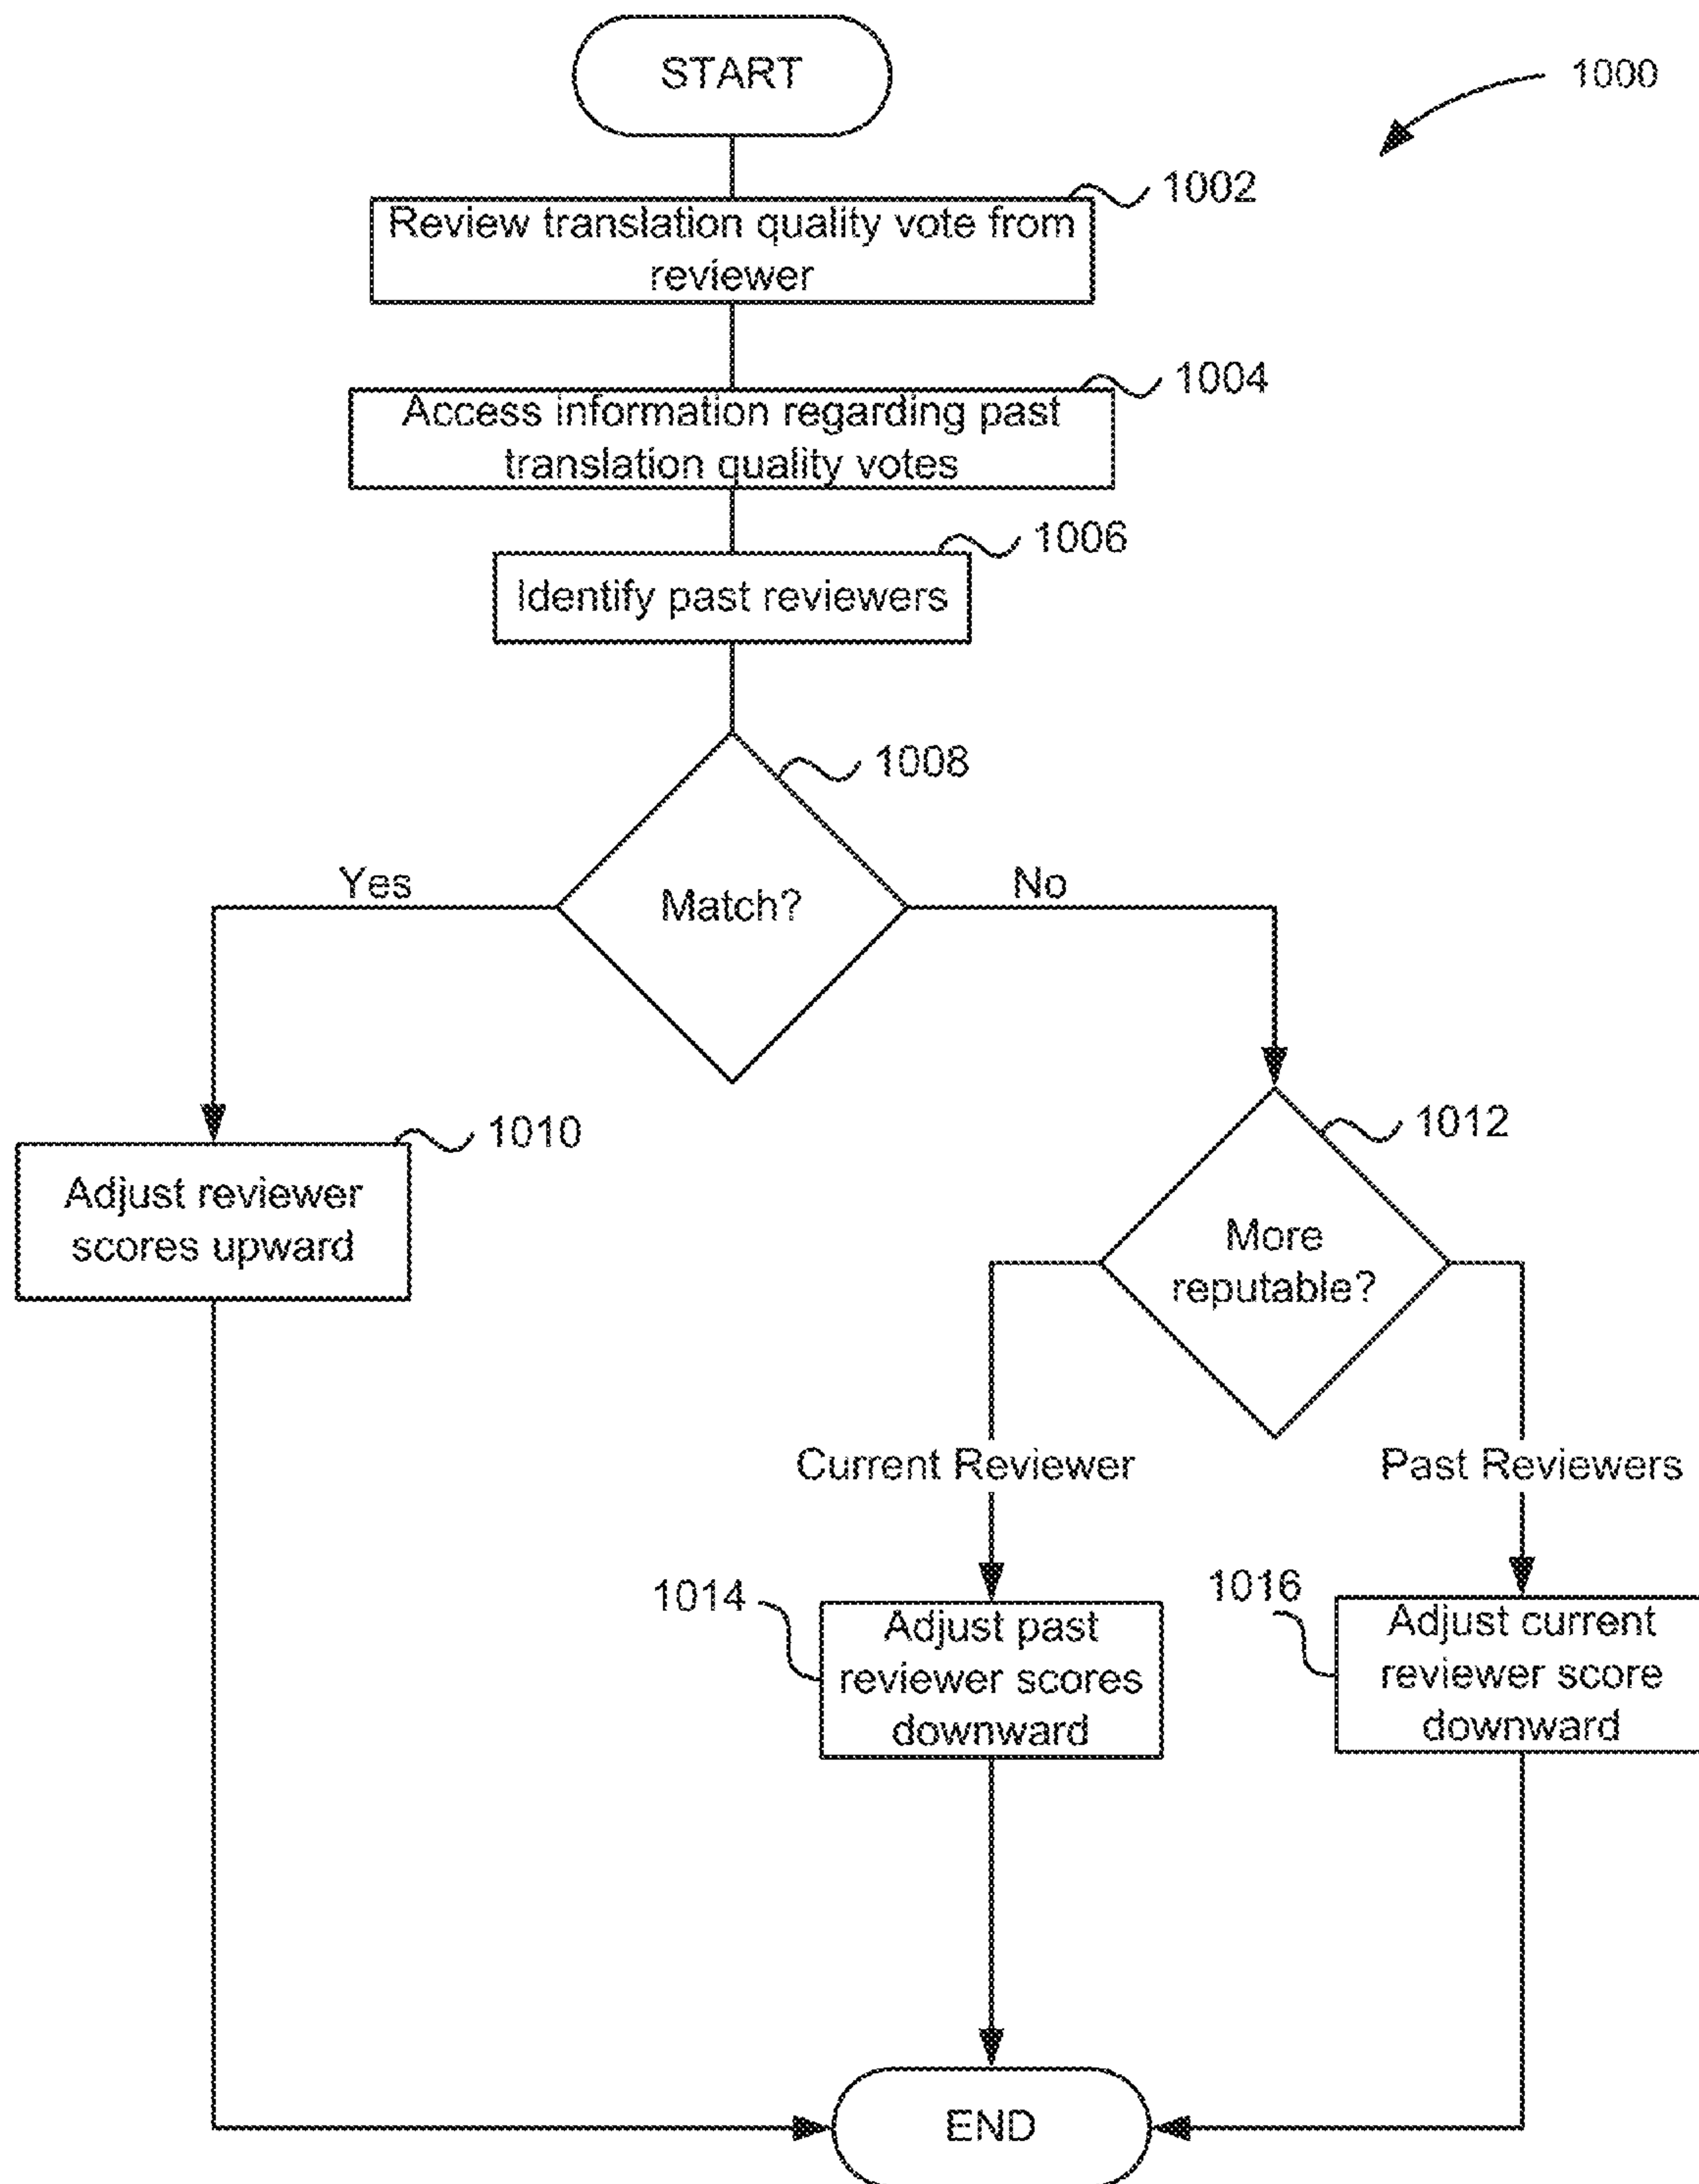 START
1000
1002
Review translation quality vote from
reviewer
1004
Access information regarding past
translation quality votes
1006
Identify past reviewers
1008
Yes
Match?
No
1010
Adjust reviewer
scores upward
1012
More
reputable?
Current Reviewer
Past Reviewers
1014
Adjust past
reviewer scores
downward
1016
Adjust current
reviewer score
downward
END